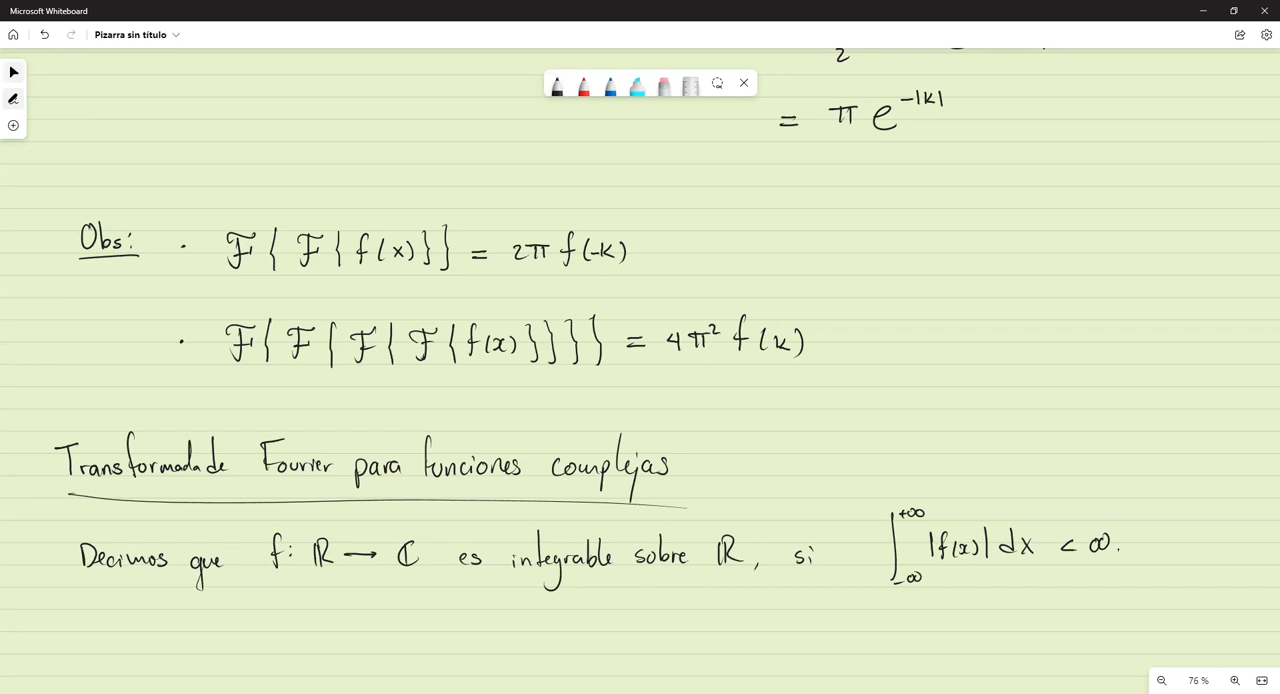 Microsoft Whiteboard
Pizarra sin título
2
= π e^{-|k|}
Obs: · ℱ{ ℱ{ f(x)}} = 2π f(-k)
· ℱ{ ℱ{ ℱ{ ℱ{f(x)}}}} = 4π² f(k)
Transformada de Fourier para funciones complejas
Decimos que f: ℝ → ℂ es integrable sobre ℝ, si ∫_{-∞}^{+∞} |f(x)| dx < ∞.
76 %